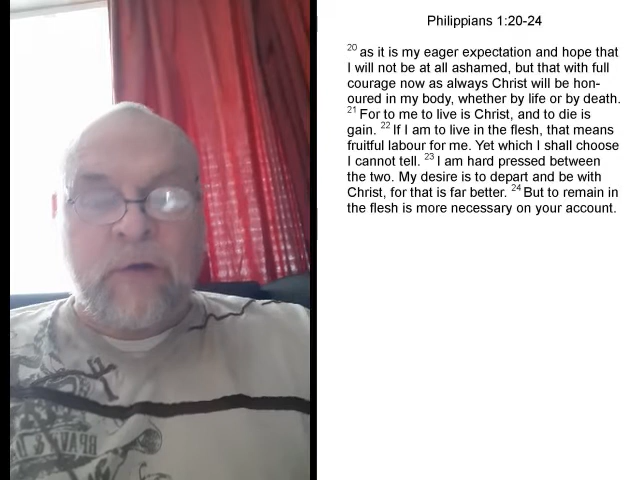 Philippians 1:20-24
20 as it is my eager expectation and hope that
I will not be at all ashamed, but that with full
courage now as always Christ will be hon-
oured in my body, whether by life or by death.
21 For to me to live is Christ, and to die is
gain. 22 If I am to live in the flesh, that means
fruitful labour for me. Yet which I shall choose
I cannot tell. 23 I am hard pressed between
the two. My desire is to depart and be with
Christ, for that is far better. 24 But to remain in
the flesh is more necessary on your account.